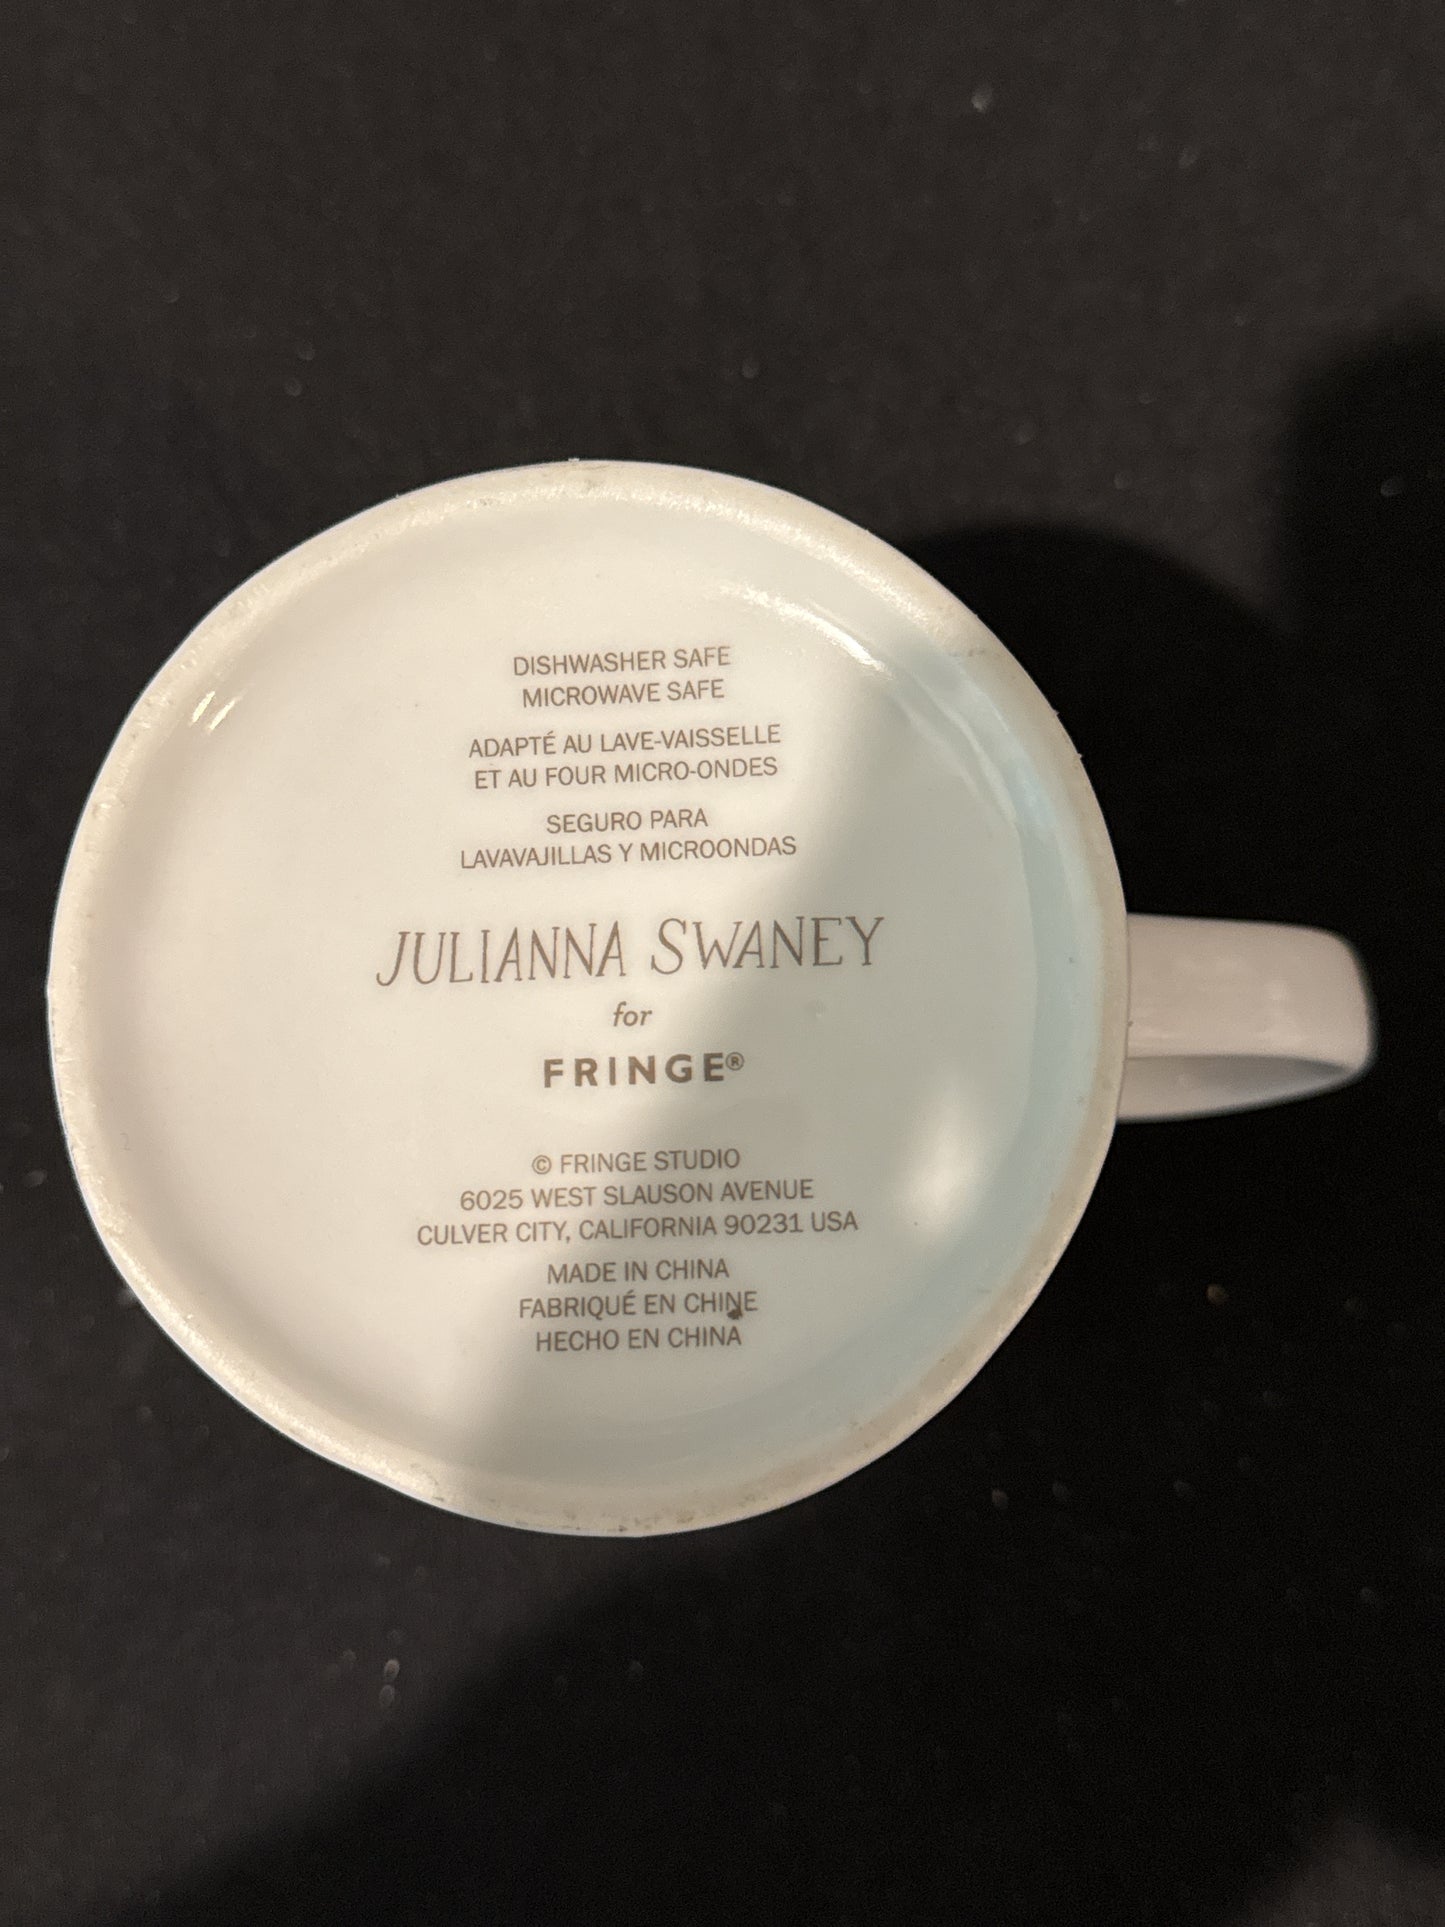 DISHWASHER SAFE
MICROWAVE SAFE
ADAPTÉ AU LAVE-VAISSELLE
ET AU FOUR MICRO-ONDES
SEGURO PARA
LAVAVAJILLAS Y MICROONDAS
JULIANNA SWANEY
for
FRINGE®
© FRINGE STUDIO
6025 WEST SLAUSON AVENUE
CULVER CITY, CALIFORNIA 90231 USA
MADE IN CHINA
FABRIQUÉ EN CHINE
HECHO EN CHINA